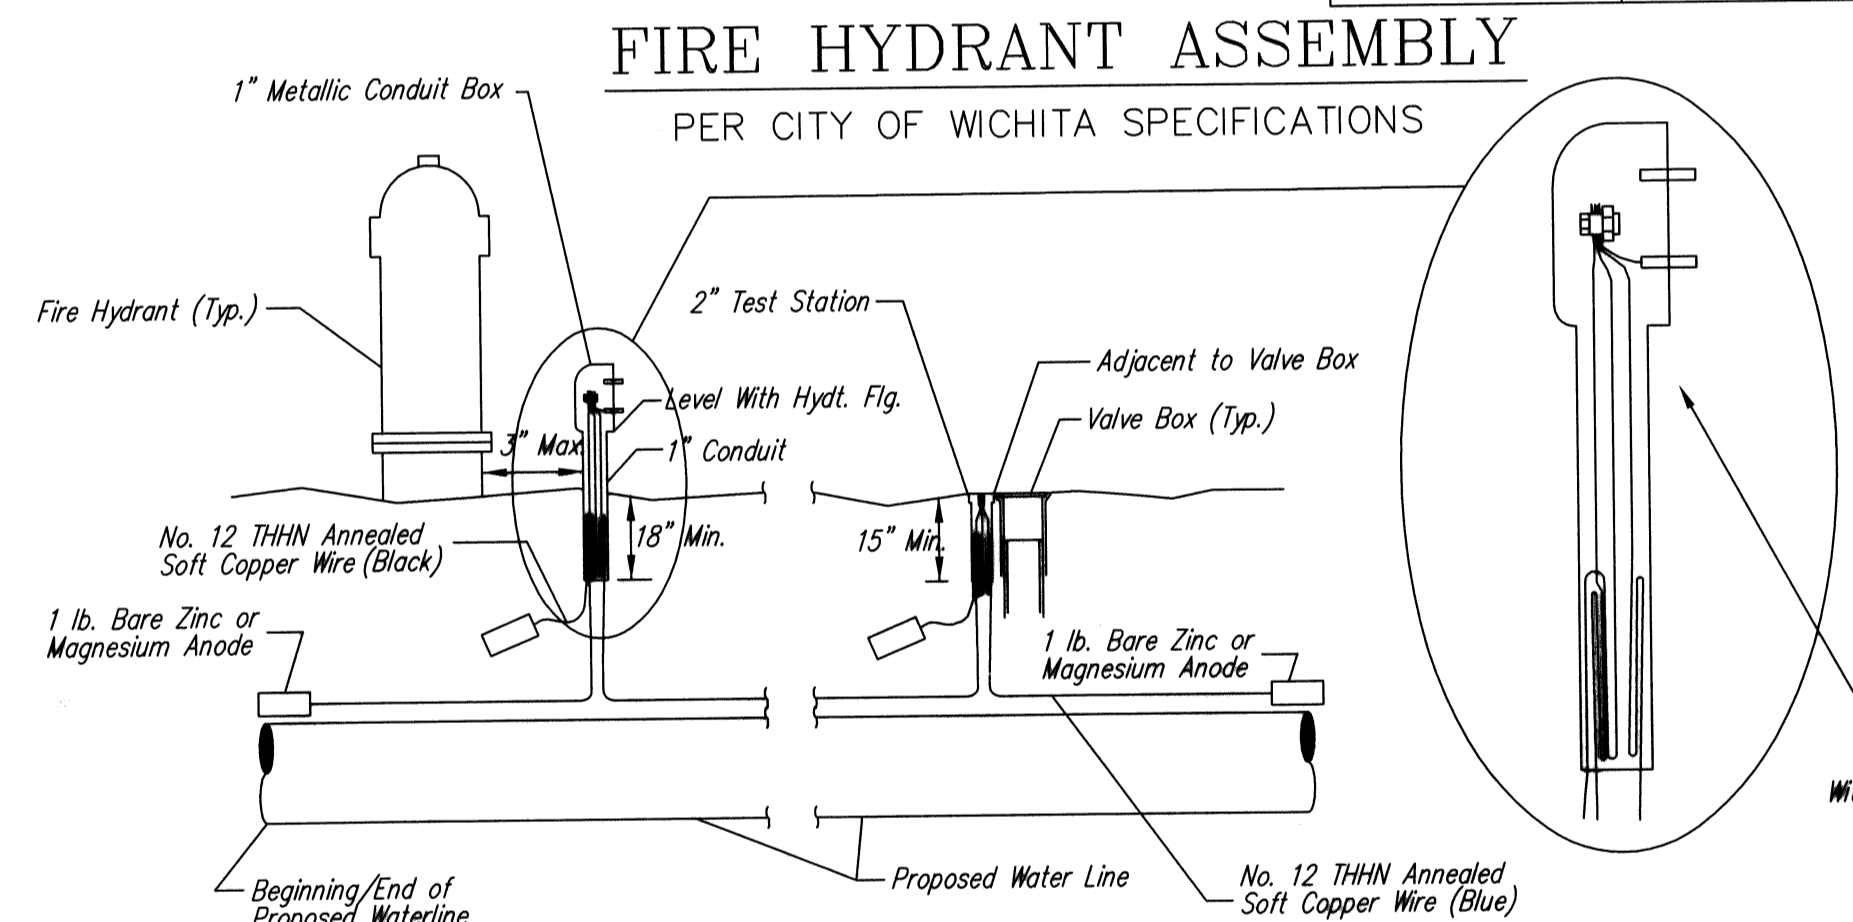 FIRE HYDRANT ASSEMBLY
PER CITY OF WICHITA SPECIFICATIONS
1" Metallic Conduit Box
Fire Hydrant (Typ.)
2" Test Station
Adjacent to Valve Box
Level With Hydt. Flg.
Valve Box (Typ.)
3" Max.
1" Conduit
No. 12 THHN Annealed
Soft Copper Wire (Black)
18" Min.
15" Min.
1 lb. Bare Zinc or
Magnesium Anode
1 lb. Bare Zinc or
Magnesium Anode
Beginning/End of
Proposed Waterline
Proposed Water Line
No. 12 THHN Annealed
Soft Copper Wire (Blue)